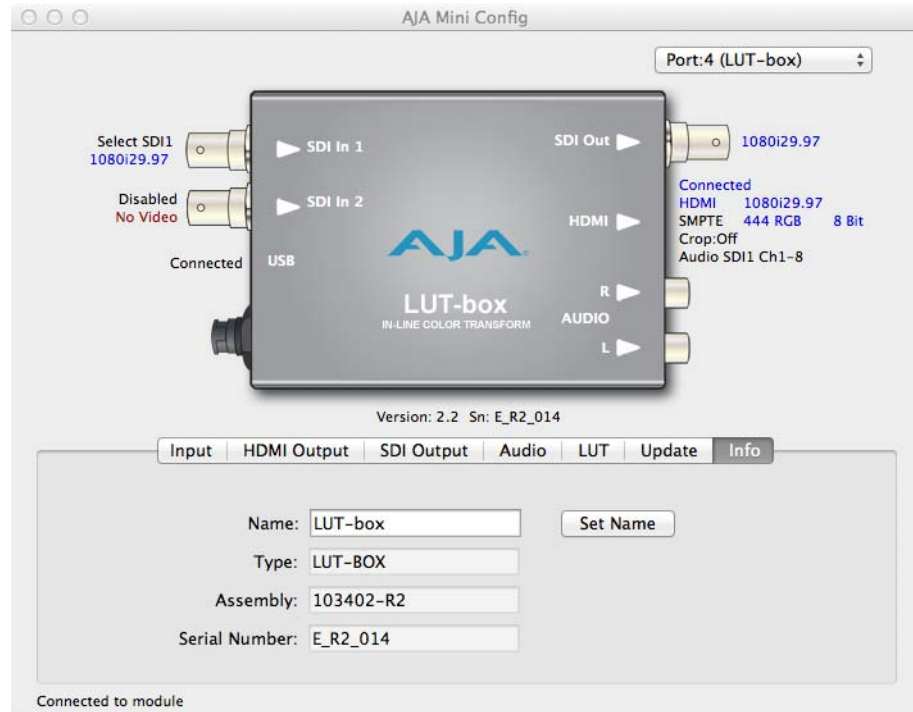 AJA Mini Config
Port:4 (LUT-box)
Select SDI1
1080i29.97
Disabled
No Video
Connected
SDI In 1
SDI In 2
USB
AJA
LUT-box
IN-LINE COLOR TRANSFORM
SDI Out
HDMI
R
AUDIO
L
1080i29.97
Connected
HDMI 1080i29.97
SMPTE 444 RGB 8 Bit
Crop:Off
Audio SDI1 Ch1-8
Version: 2.2 Sn: E_R2_014
Input HDMI Output SDI Output Audio LUT Update Info
Name: LUT-box Set Name
Type: LUT-BOX
Assembly: 103402-R2
Serial Number: E_R2_014
Connected to module